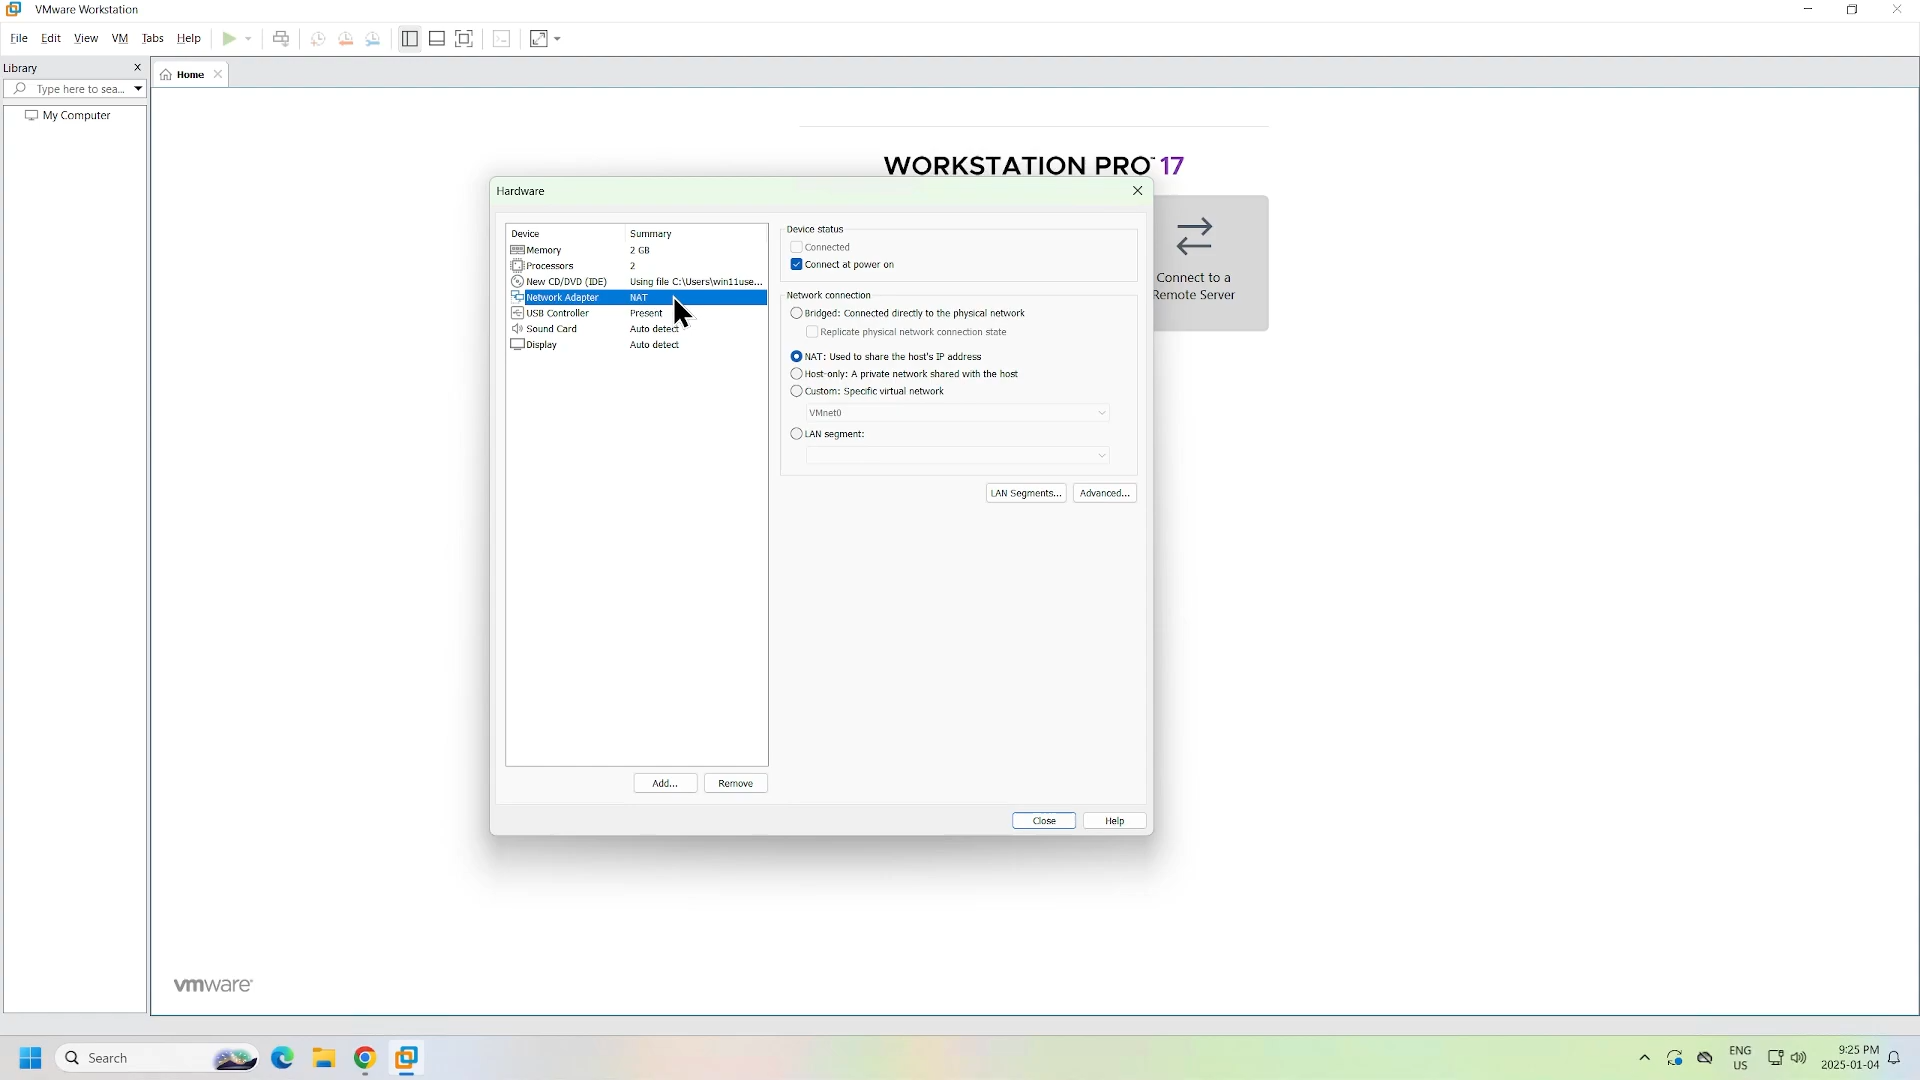 VMware Workstation
File Edit View VM Tabs Help
Library
Type here to sea...
My Computer
Home
WORKSTATION PRO™ 17
Connect to a
Remote Server
Hardware
Device Summary
Memory 2 GB
Processors 2
New CD/DVD (IDE) Using file C:\Users\win11use...
Network Adapter NAT
USB Controller Present
Sound Card Auto detect
Display Auto detect
Add... Remove
Device status
Connected
Connect at power on
Network connection
Bridged: Connected directly to the physical network
Replicate physical network connection state
NAT: Used to share the host's IP address
Host-only: A private network shared with the host
Custom: Specific virtual network
VMnet0
LAN segment:
LAN Segments... Advanced...
Close Help
vmware
Search
ENG
US
9:25 PM
2025-01-04